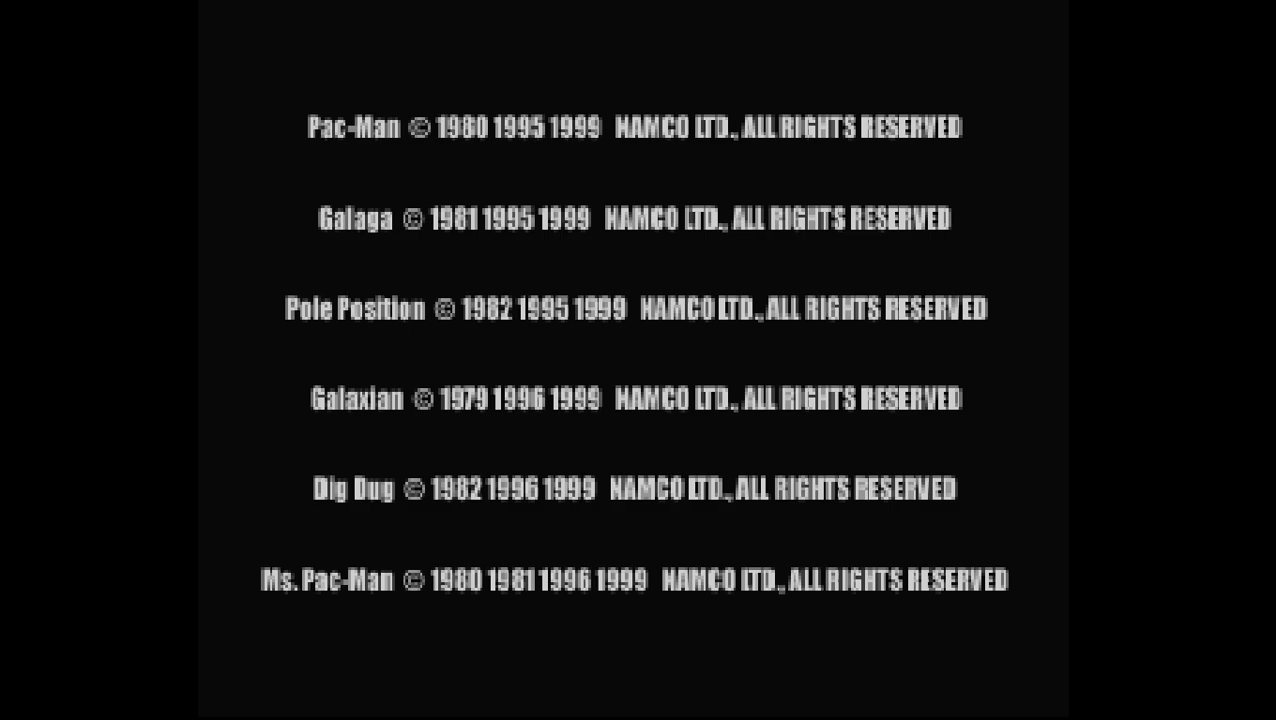 Pac-Man © 1980 1995 1999 NAMCO LTD., ALL RIGHTS RESERVED
Galaga © 1981 1995 1999 NAMCO LTD., ALL RIGHTS RESERVED
Pole Position © 1982 1995 1999 NAMCO LTD., ALL RIGHTS RESERVED
Galaxian © 1979 1996 1999 NAMCO LTD., ALL RIGHTS RESERVED
Dig Dug © 1982 1996 1999 NAMCO LTD., ALL RIGHTS RESERVED
Ms. Pac-Man © 1980 1981 1996 1999 NAMCO LTD., ALL RIGHTS RESERVED